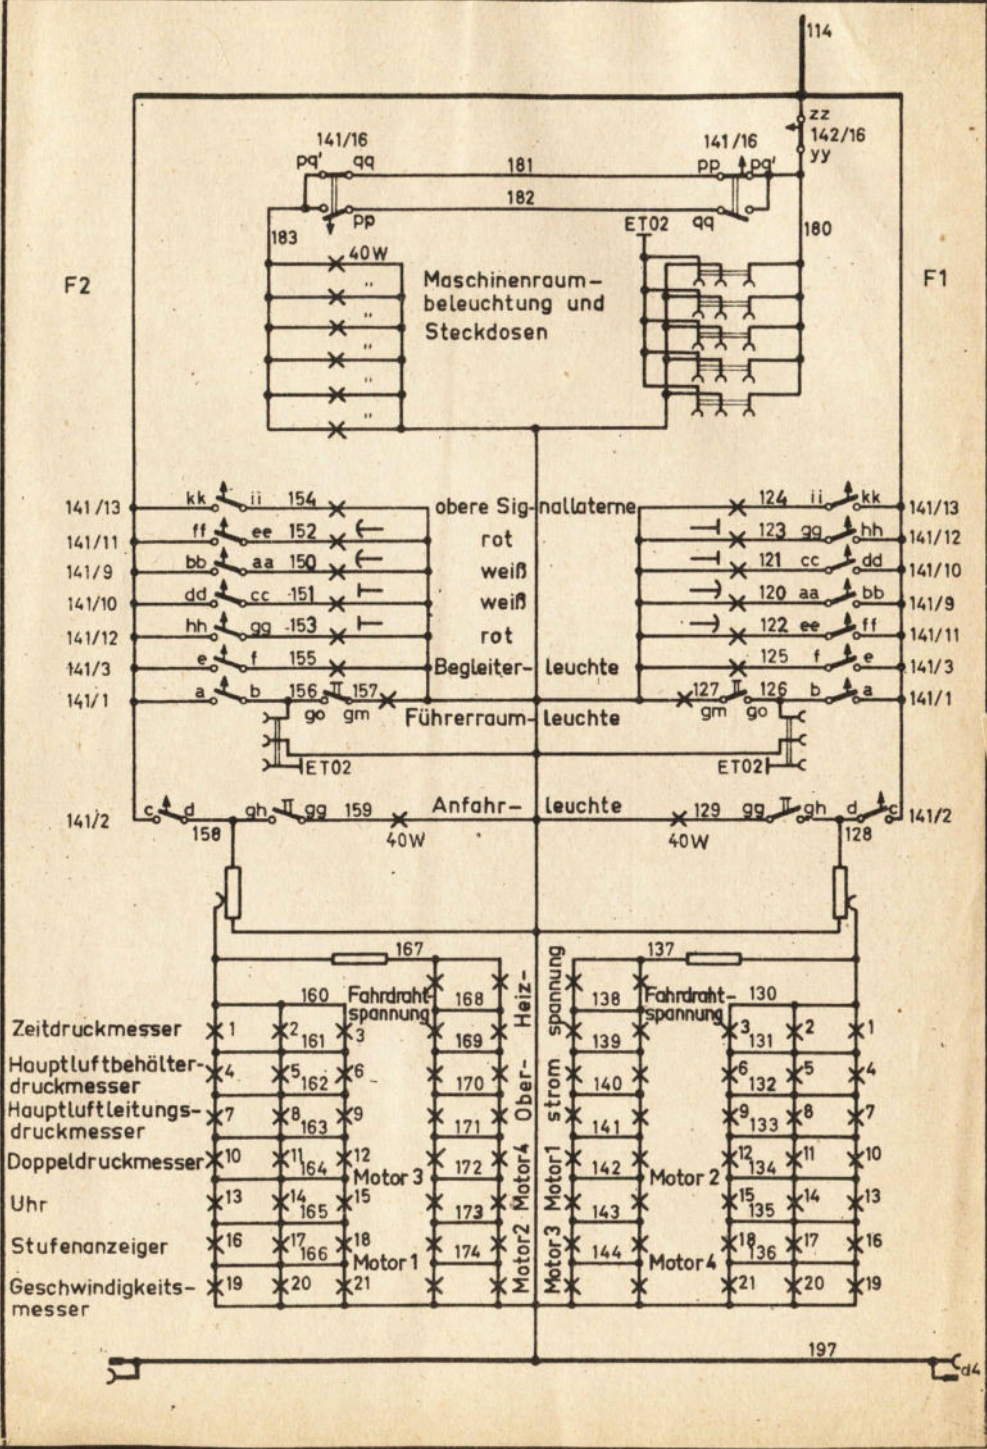 114
zz
142/16
yy
141/16
141/16
pq' qq
181
pp pq'
182
pp
ET02
qq
180
183
40W
F2
F1
"
"
"
"
"
Maschinenraum-
beleuchtung und
Steckdosen
141/13 kk ii 154 obere Signallaterne 124 ii kk 141/13
141/11 ff ee 152 rot 123 gg hh 141/12
141/9 bb aa 150 weiß 121 cc dd 141/10
141/10 dd cc 151 weiß 120 aa bb 141/9
141/12 hh gg 153 rot 122 ee ff 141/11
141/3 e f 155 Begleiter-leuchte 125 f e 141/3
141/1 a b 156 157 127 126 b a 141/1
go gm Führerraum-leuchte gm go
ET02 ET02
141/2 c d gh gg 159 Anfahr-leuchte 129 gg gh d c 141/2
158 40W 40W 128
167 137
160 Fahrdraht-
spannung 168 Heiz-
spannung 138 Fahrdraht-
spannung 130
Zeitdruckmesser 1 2 161 3 169 139 3 131 2 1
Hauptluftbehälter-
druckmesser 4 5 162 6 170 Ober-
strom 140 6 132 5 4
Hauptluftleitungs-
druckmesser 7 8 163 9 171 141 9 133 8 7
Doppeldruckmesser 10 11 164 12 Motor 3 172 Motor4 Motor1 142 Motor 2 12 134 11 10
Uhr 13 14 165 15 173 143 15 135 14 13
Stufenanzeiger 16 17 166 18 Motor 1 174 Motor2 Motor 3 144 Motor4 18 136 17 16
Geschwindigkeits-
messer 19 20 21 21 20 19
197
d4